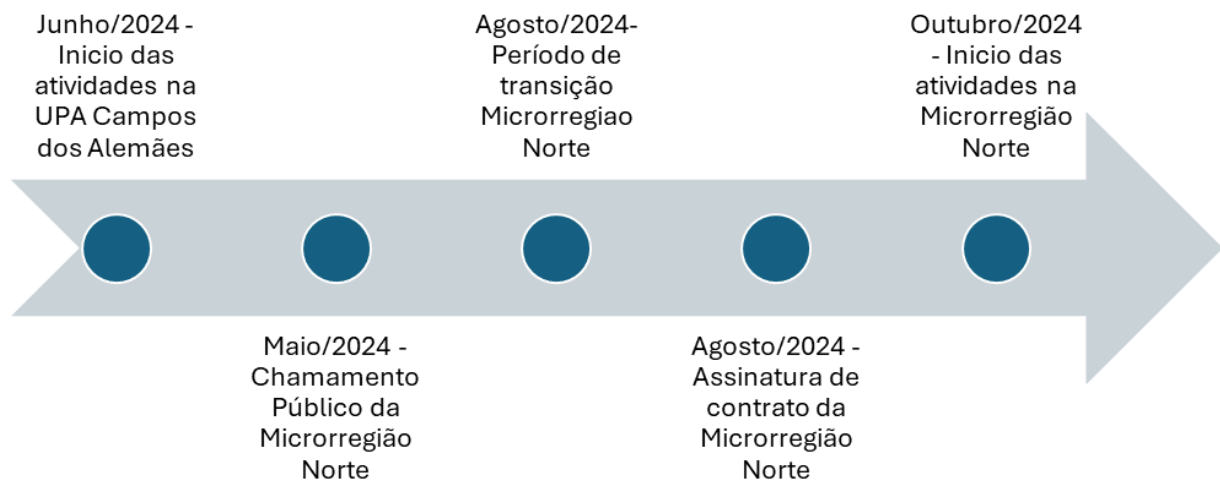 Junho/2024 -
Inicio das
atividades na
UPA Campos
dos Alemães
Maio/2024 -
Chamamento
Público da
Microrregião
Norte
Agosto/2024-
Período de
transição
Microrregiao
Norte
Agosto/2024 -
Assinatura de
contrato da
Microrregião
Norte
Outubro/2024
- Inicio das
atividades na
Microrregião
Norte